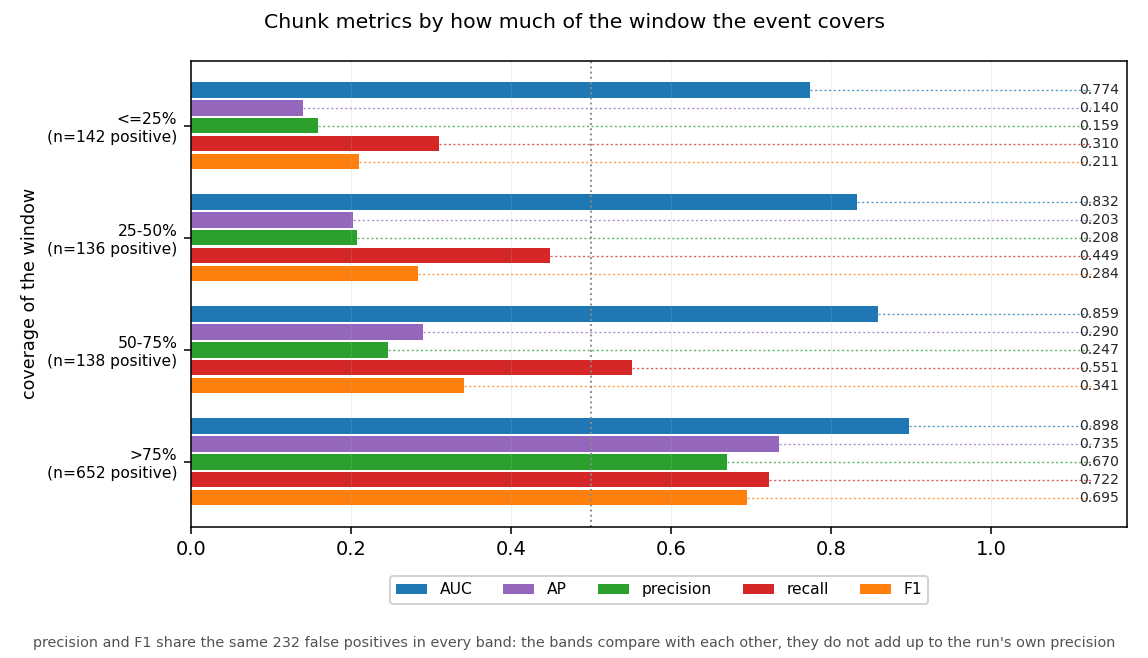 Chunk metrics by how much of the window the event covers
coverage of the window
<=25%
(n=142 positive)
0.774
0.140
0.159
0.310
0.211
25-50%
(n=136 positive)
0.832
0.203
0.208
0.449
0.284
50-75%
(n=138 positive)
0.859
0.290
0.247
0.551
0.341
>75%
(n=652 positive)
0.898
0.735
0.670
0.722
0.695
0.0 0.2 0.4 0.6 0.8 1.0
AUC AP precision recall F1
precision and F1 share the same 232 false positives in every band: the bands compare with each other, they do not add up to the run's own precision